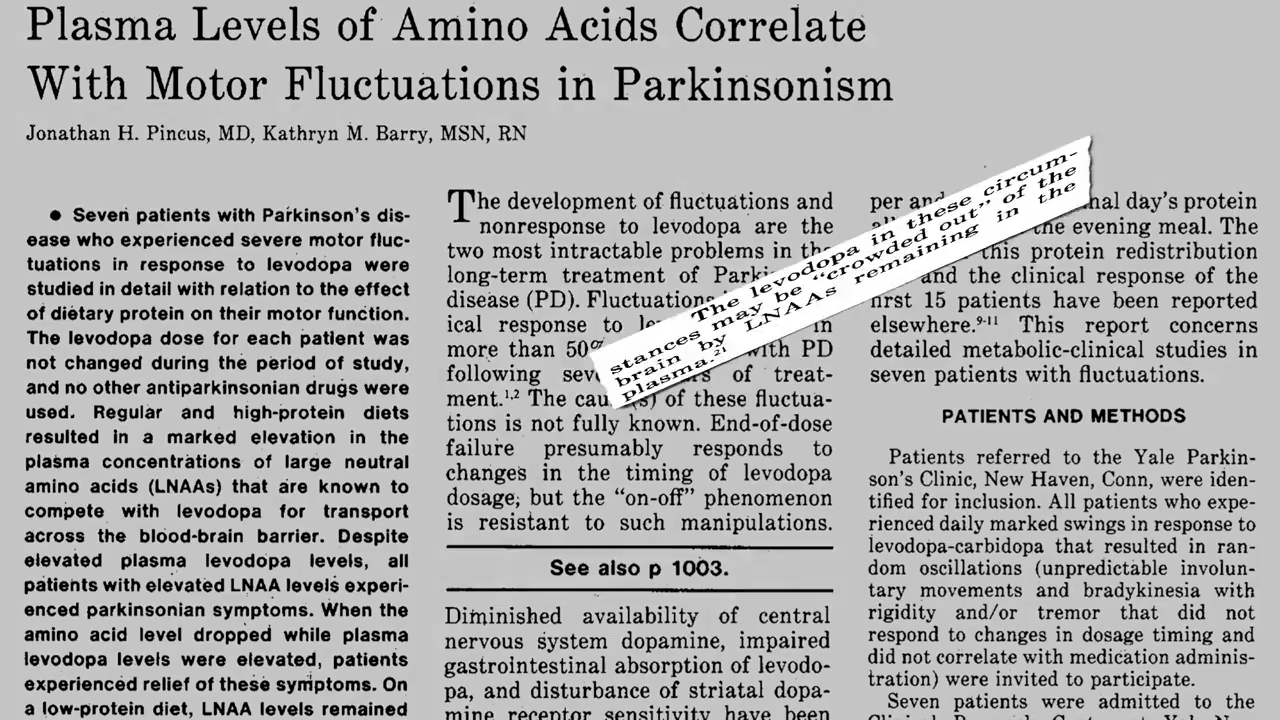 Plasma Levels of Amino Acids Correlate
With Motor Fluctuations in Parkinsonism
Jonathan H. Pincus, MD, Kathryn M. Barry, MSN, RN
● Seven patients with Parkinson's dis-
ease who experienced severe motor fluc-
tuations in response to levodopa were
studied in detail with relation to the effect
of dietary protein on their motor function.
The levodopa dose for each patient was
not changed during the period of study,
and no other antiparkinsonian drugs were
used. Regular and high-protein diets
resulted in a marked elevation in the
plasma concentrations of large neutral
amino acids (LNAAs) that are known to
compete with levodopa for transport
across the blood-brain barrier. Despite
elevated plasma levodopa levels, all
patients with elevated LNAA levels experi-
enced parkinsonian symptoms. When the
amino acid level dropped while plasma
levodopa levels were elevated, patients
experienced relief of these symptoms. On
a low-protein diet, LNAA levels remained
The development of fluctuations and
nonresponse to levodopa are the
two most intractable problems in the
long-term treatment of
disease (PD). Fluctuations
ical response to in
more than with PD
following of treat-
ment.1,2 The of these fluctua-
tions is not fully known. End-of-dose
failure presumably responds to
changes in the timing of levodopa
dosage, but the “on-off” phenomenon
is resistant to such manipulations.
See also p 1003.
Diminished availability of central
nervous system dopamine, impaired
gastrointestinal absorption of levodo-
pa, and disturbance of striatal dopa-
mine receptor sensitivity have been
The levodopa in these circum-
stances may be “crowded out” of the
brain by LNAAs remaining in the
plasma.21
per day's protein
the evening meal. The
this protein redistribution
and the clinical response of the
first 15 patients have been reported
elsewhere.9-11 This report concerns
detailed metabolic-clinical studies in
seven patients with fluctuations.
PATIENTS AND METHODS
Patients referred to the Yale Parkin-
son's Clinic, New Haven, Conn, were iden-
tified for inclusion. All patients who expe-
rienced daily marked swings in response to
levodopa-carbidopa that resulted in ran-
dom oscillations (unpredictable involun-
tary movements and bradykinesia with
rigidity and/or tremor that did not
respond to changes in dosage timing and
did not correlate with medication adminis-
tration) were invited to participate.
Seven patients were admitted to the